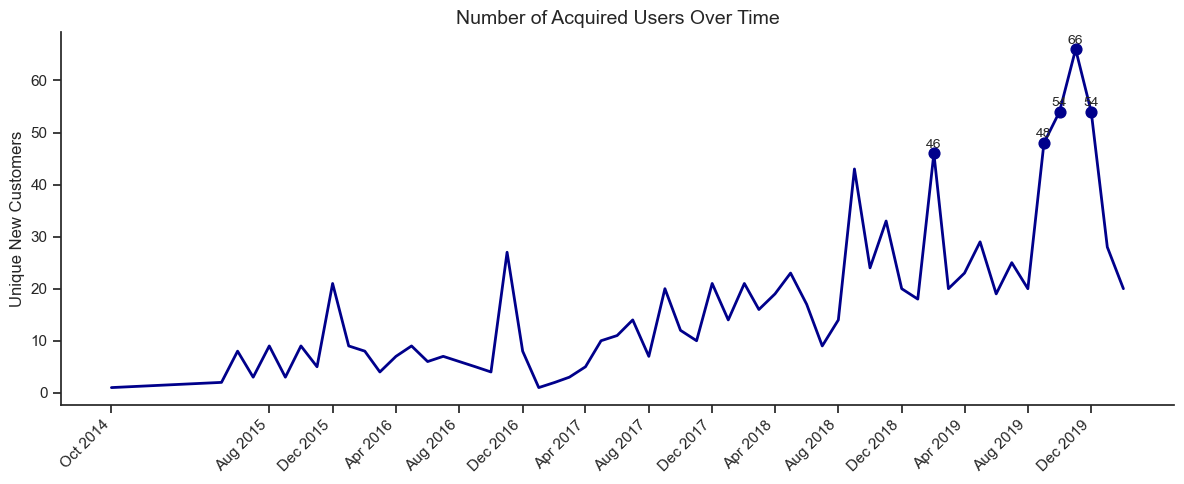 Number of Acquired Users Over Time
Unique New Customers
60
50
40
30
20
10
0
46
48
54
66
54
Oct 2014
Aug 2015
Dec 2015
Apr 2016
Aug 2016
Dec 2016
Apr 2017
Aug 2017
Dec 2017
Apr 2018
Aug 2018
Dec 2018
Apr 2019
Aug 2019
Dec 2019